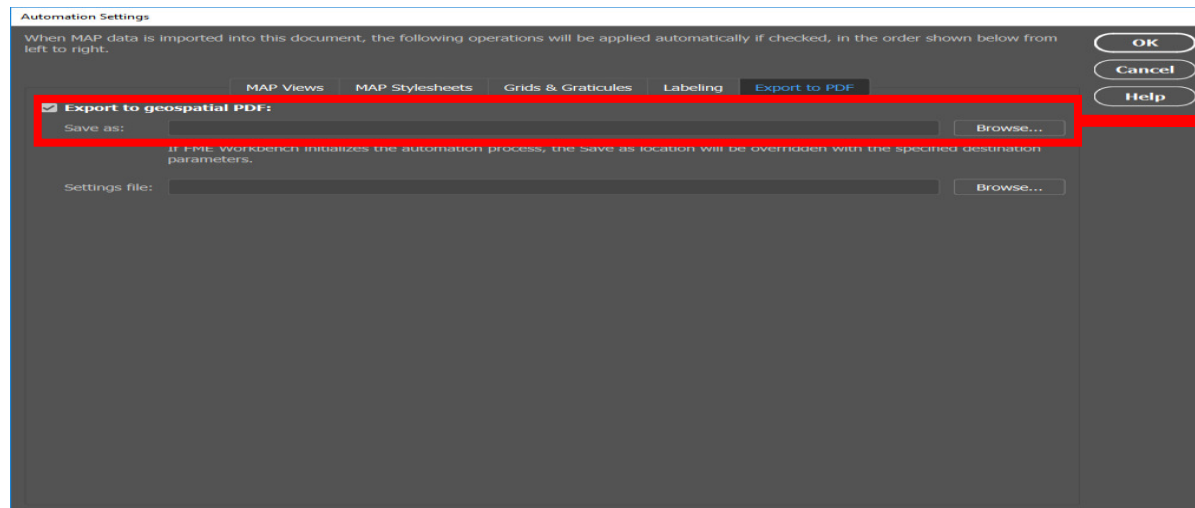 Automation Settings
When MAP data is imported into this document, the following operations will be applied automatically if checked, in the order shown below from
left to right.
OK
Cancel
Help
MAP Views MAP Stylesheets Grids & Graticules Labeling Export to PDF
Export to geospatial PDF:
Save as: Browse...
If FME Workbench initializes the automation process, the Save as location will be overridden with the specified destination
parameters.
Settings file: Browse...